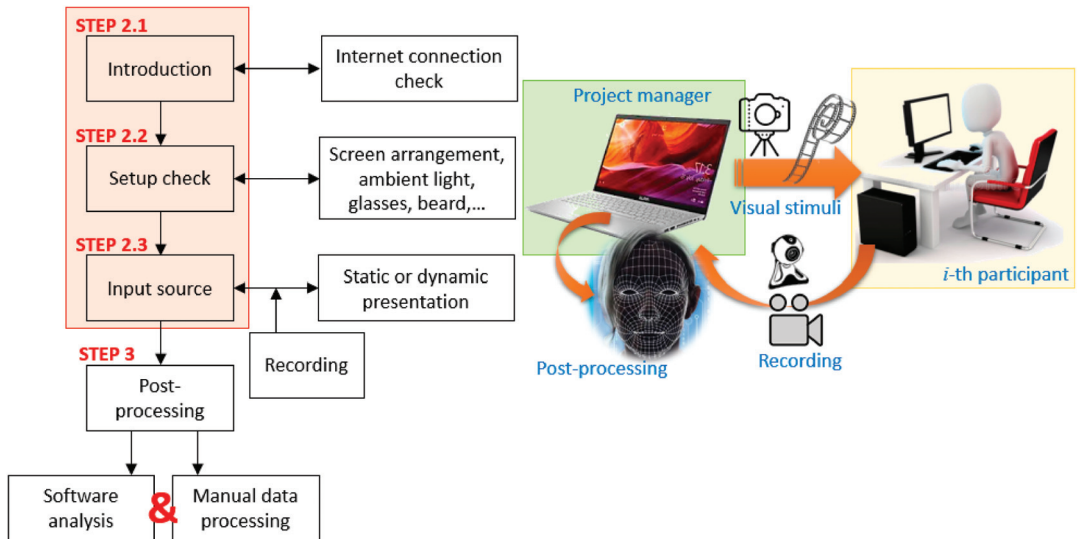 STEP 2.1
Introduction
Internet connection
check
STEP 2.2
Setup check
Screen arrangement,
ambient light,
glasses, beard,...
STEP 2.3
Input source
Static or dynamic
presentation
Recording
STEP 3
Post-
processing
Software
analysis
&
Manual data
processing
Project manager
Visual stimuli
i-th participant
Recording
Post-processing